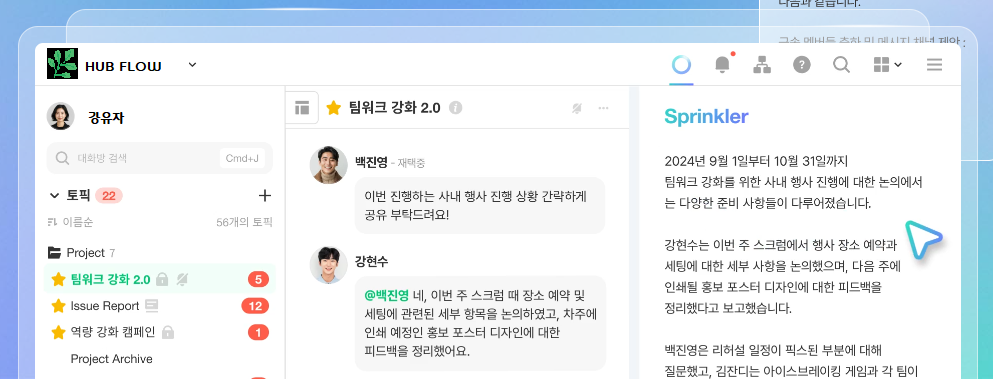 다음과 같습니다.
HUB FLOW
강유자
대화방 검색
Cmd+J
토픽 22
이름순
56개의 토픽
Project 7
팀워크 강화 2.0
5
Issue Report
12
역량 강화 캠페인
1
Project Archive
팀워크 강화 2.0
백진영 - 재택중
이번 진행하는 사내 행사 진행 상황 간략하게
공유 부탁드려요!
강현수
@백진영 네, 이번 주 스크럼 때 장소 예약 및
세팅에 관련된 세부 항목을 논의하였고, 차주에
인쇄 예정인 홍보 포스터 디자인에 대한
피드백을 정리했어요.
Sprinkler
2024년 9월 1일부터 10월 31일까지
팀워크 강화를 위한 사내 행사 진행에 대한 논의에서
는 다양한 준비 사항들이 다루어졌습니다.
강현수는 이번 주 스크럼에서 행사 장소 예약과
세팅에 대한 세부 사항을 논의했으며, 다음 주에
인쇄될 홍보 포스터 디자인에 대한 피드백을
정리했다고 보고했습니다.
백진영은 리허설 일정이 픽스된 부분에 대해
질문했고, 김잔디는 아이스브레이킹 게임과 각 팀이